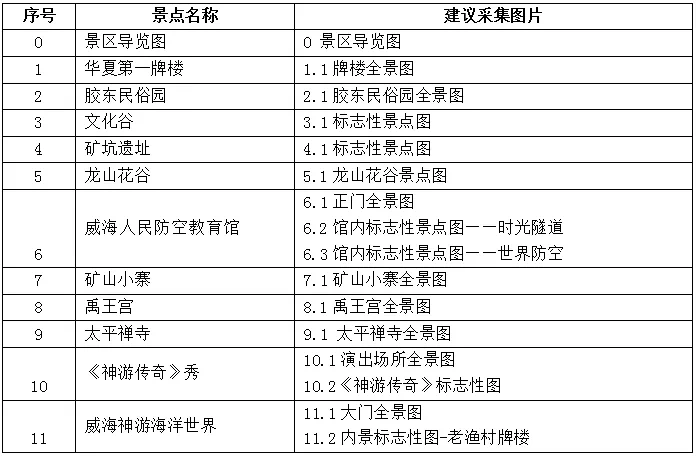 序号 景点名称 建议采集图片
0 景区导览图 0 景区导览图
1 华夏第一牌楼 1.1牌楼全景图
2 胶东民俗园 2.1胶东民俗园全景图
3 文化谷 3.1标志性景点图
4 矿坑遗址 4.1标志性景点图
5 龙山花谷 5.1龙山花谷景点图
6 威海人民防空教育馆 6.1正门全景图
6.2馆内标志性景点图——时光隧道
6.3馆内标志性景点图——世界防空
7 矿山小寨 7.1矿山小寨全景图
8 禹王宫 8.1禹王宫全景图
9 太平禅寺 9.1 太平禅寺全景图
10 《神游传奇》秀 10.1演出场所全景图
10.2《神游传奇》标志性图
11 威海神游海洋世界 11.1大门全景图
11.2内景标志性图-老渔村牌楼